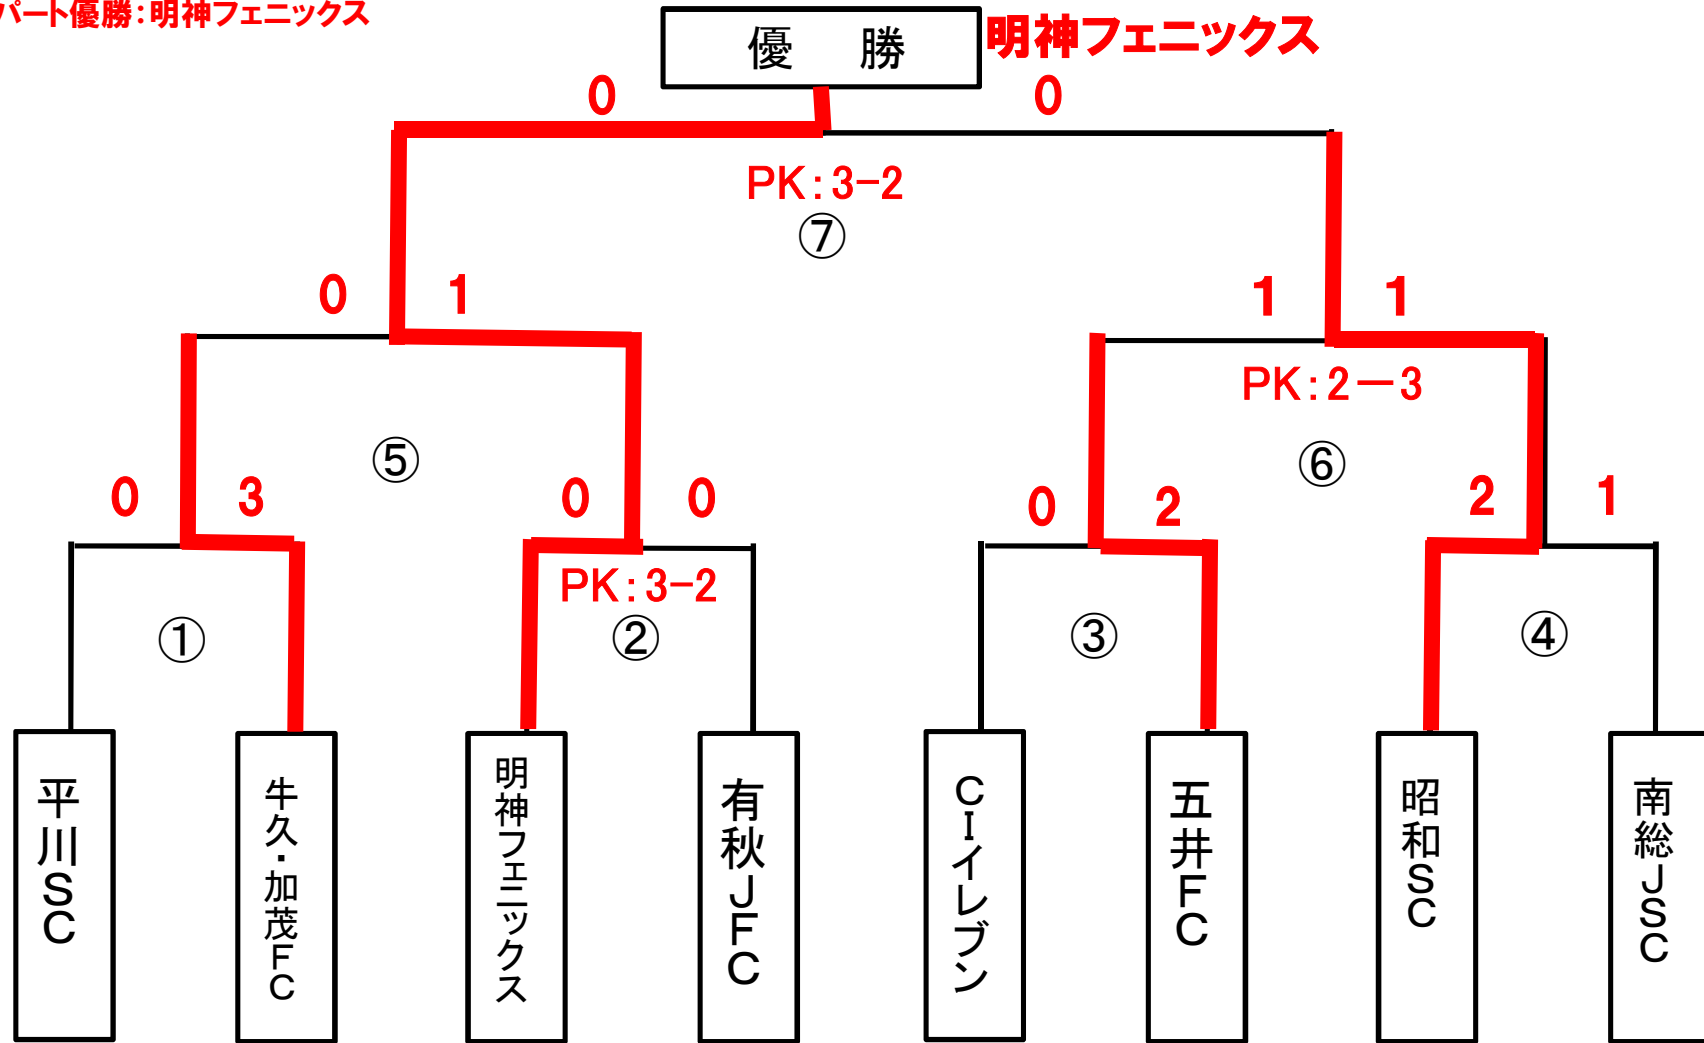 パート優勝：明神フェニックス
優　勝
明神フェニックス
0
0
PK：3-2
⑦
0
1
1
1
PK：2－3
⑤
⑥
0
3
0
0
0
2
2
1
PK：3-2
①
②
③
④
平川SC
牛久・加茂FC
明神フェニックス
有秋JFC
CIイレブン
五井FC
昭和SC
南総JSC